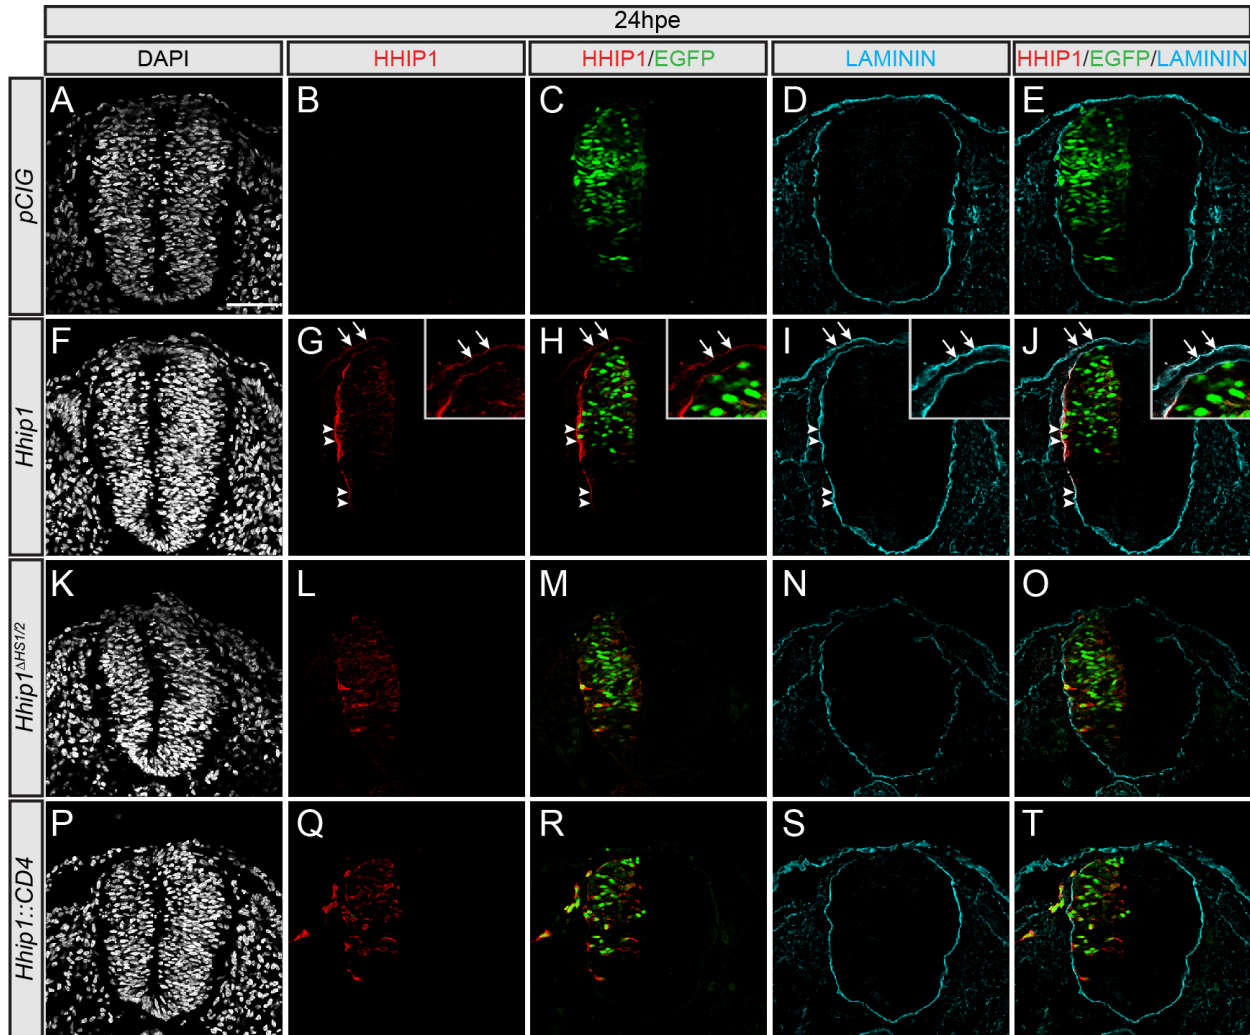 24hpe
DAPI HHIP1 HHIP1/EGFP LAMININ HHIP1/EGFP/LAMININ
pCIG A B C D E
Hhip1 F G H I J
Hhip1ΔHS1/2 K L M N O
Hhip1::CD4 P Q R S T